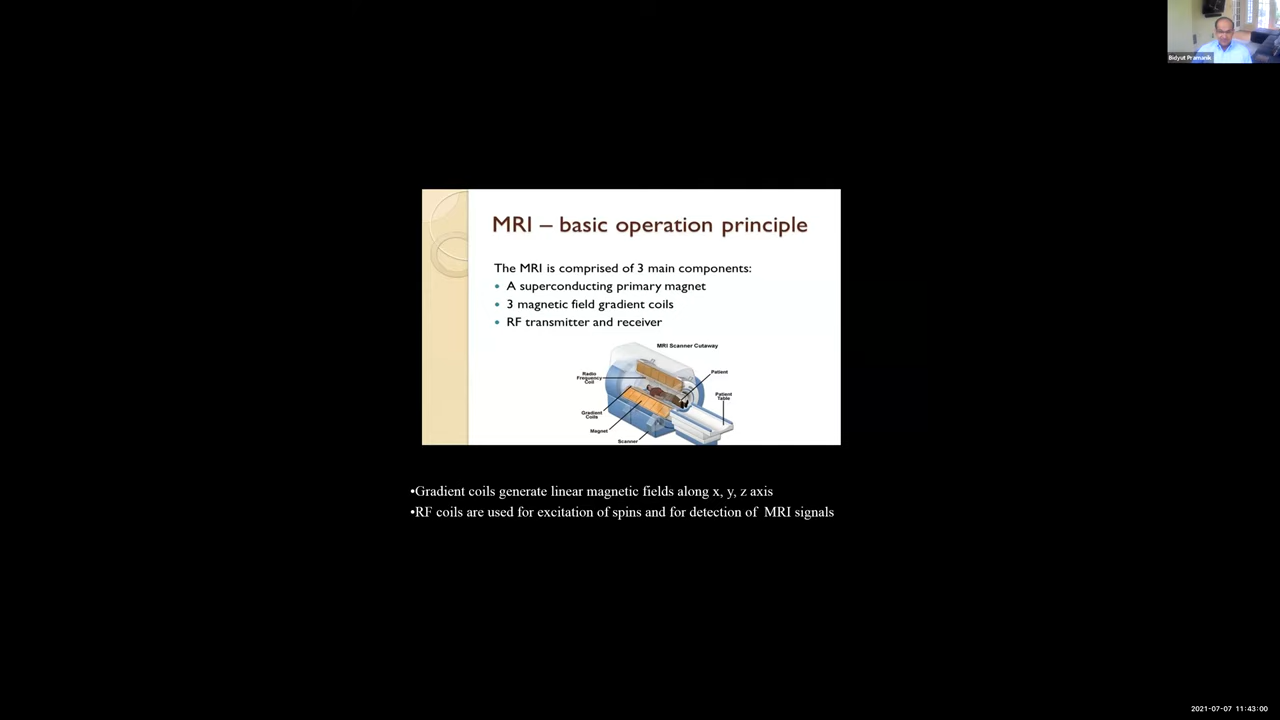 Bidyut Pramanik
MRI – basic operation principle
The MRI is comprised of 3 main components:
• A superconducting primary magnet
• 3 magnetic field gradient coils
• RF transmitter and receiver
MRI Scanner Cutaway
Radio
Frequency
Coil
Patient
Patient
Table
Gradient
Coils
Magnet
Scanner
•Gradient coils generate linear magnetic fields along x, y, z axis
•RF coils are used for excitation of spins and for detection of MRI signals
2021-07-07 11:43:00